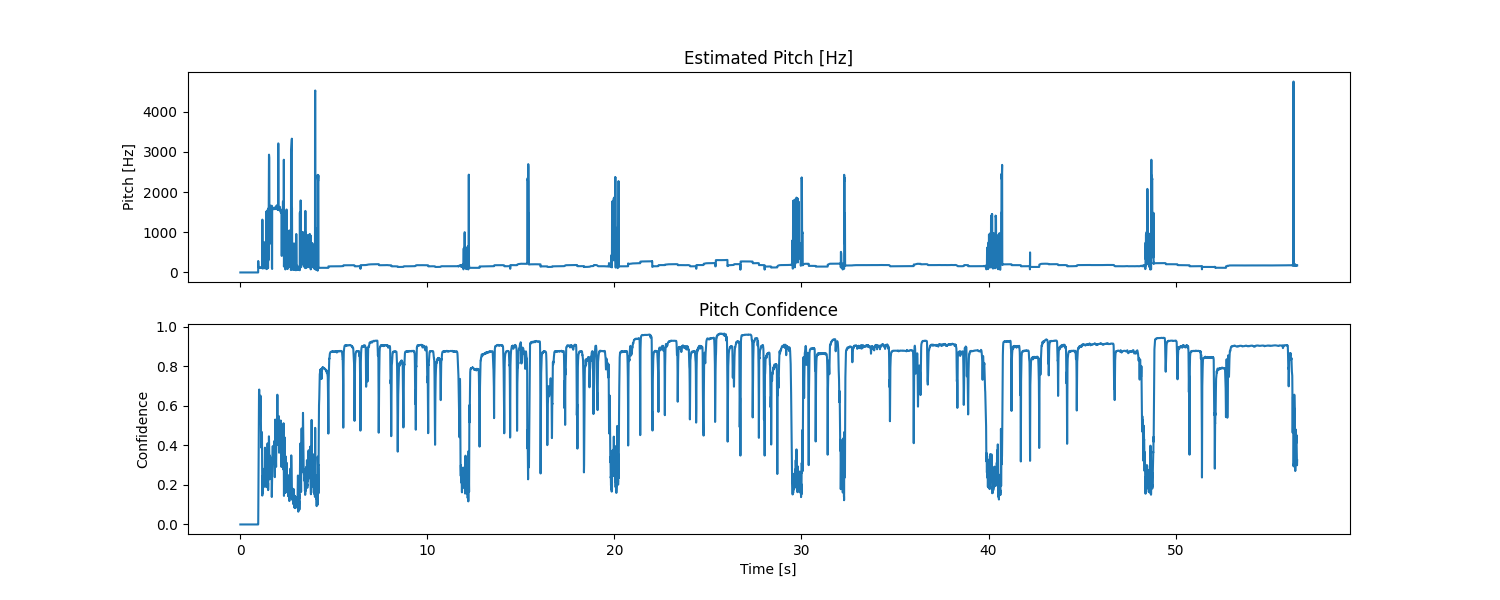 Estimated Pitch [Hz]
Pitch [Hz]
4000
3000
2000
1000
0
Pitch Confidence
Confidence
1.0
0.8
0.6
0.4
0.2
0.0
0 10 20 30 40 50
Time [s]